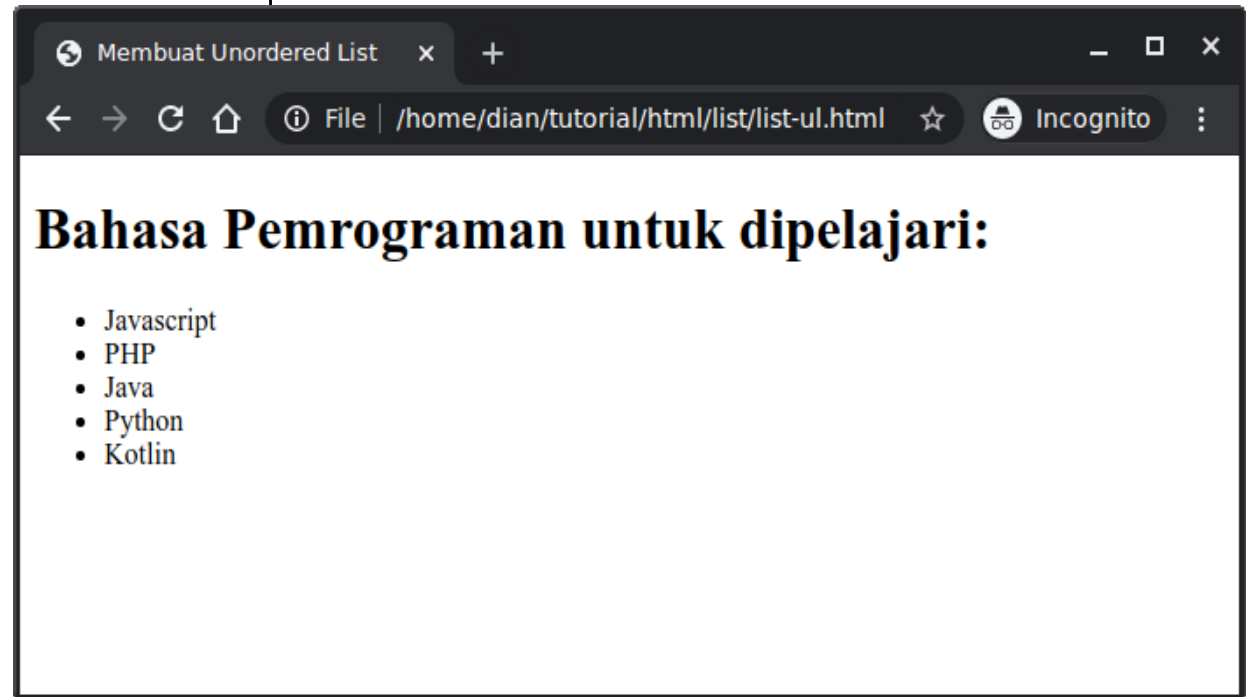 Membuat Unordered List
File /home/dian/tutorial/html/list/list-ul.html Incognito
Bahasa Pemrograman untuk dipelajari:
Javascript
PHP
Java
Python
Kotlin